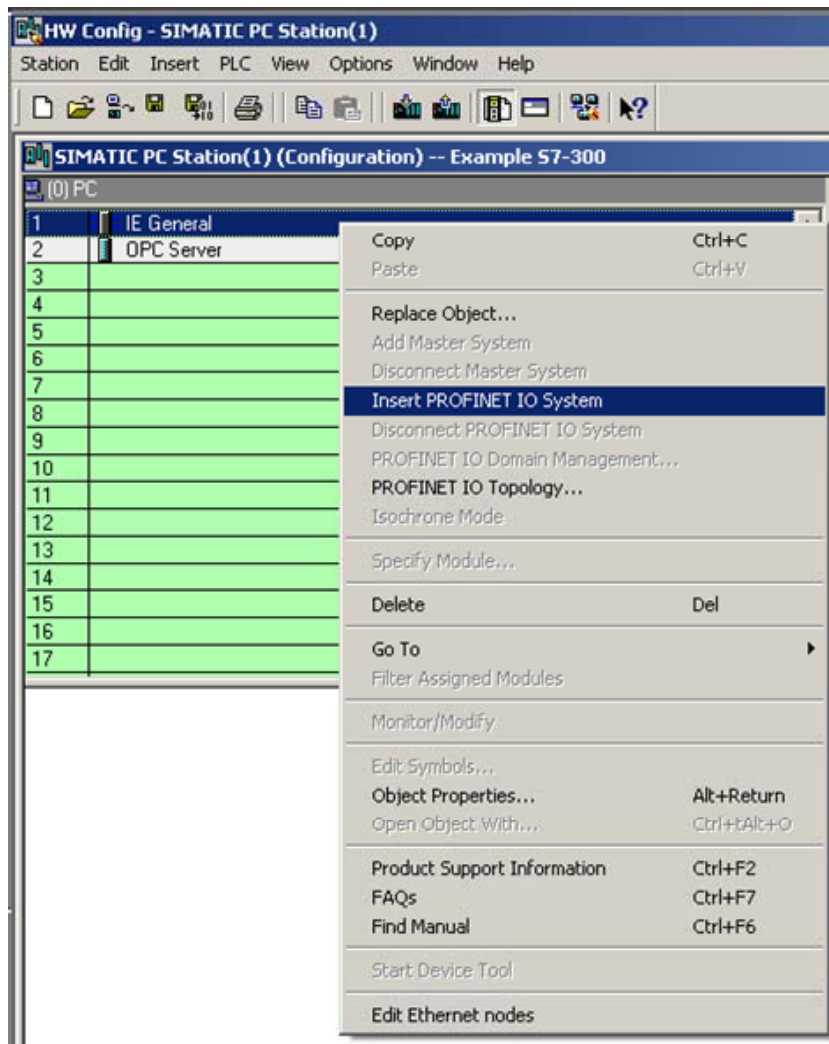 HW Config - SIMATIC PC Station(1)
Station Edit Insert PLC View Options Window Help
SIMATIC PC Station(1) (Configuration) -- Example S7-300
(0) PC
1 IE General
2 OPC Server
3
4
5
6
7
8
9
10
11
12
13
14
15
16
17
Copy Ctrl+C
Paste Ctrl+V
Replace Object...
Add Master System
Disconnect Master System
Insert PROFINET IO System
Disconnect PROFINET IO System
PROFINET IO Domain Management...
PROFINET IO Topology...
Isochrone Mode
Specify Module...
Delete Del
Go To
Filter Assigned Modules
Monitor/Modify
Edit Symbols...
Object Properties... Alt+Return
Open Object With... Ctrl+tAlt+O
Product Support Information Ctrl+F2
FAQs Ctrl+F7
Find Manual Ctrl+F6
Start Device Tool
Edit Ethernet nodes